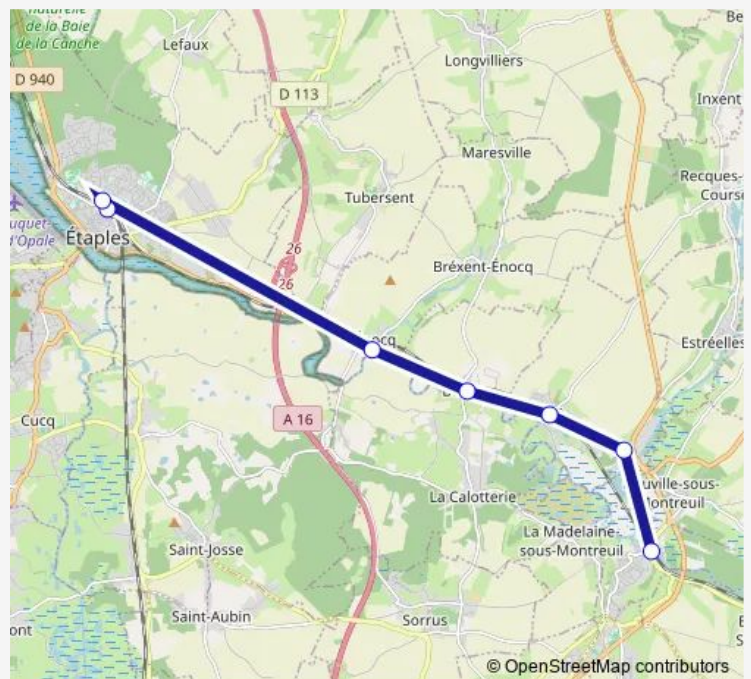 naturelle
de la Baie
de la Canche
Lefaux
Longvilliers
D 940
D 113
Inxent
Maresville
Recques-
Tubersent
d'Opale
Étaples
26
26
Bréxent-Énocq
Estréelles
A 16
Cucq
La Calotterie
La Madelaine-
sous-Montreuil
Saint-Josse
Saint-Aubin
Sorrus
© OpenStreetMap contributors